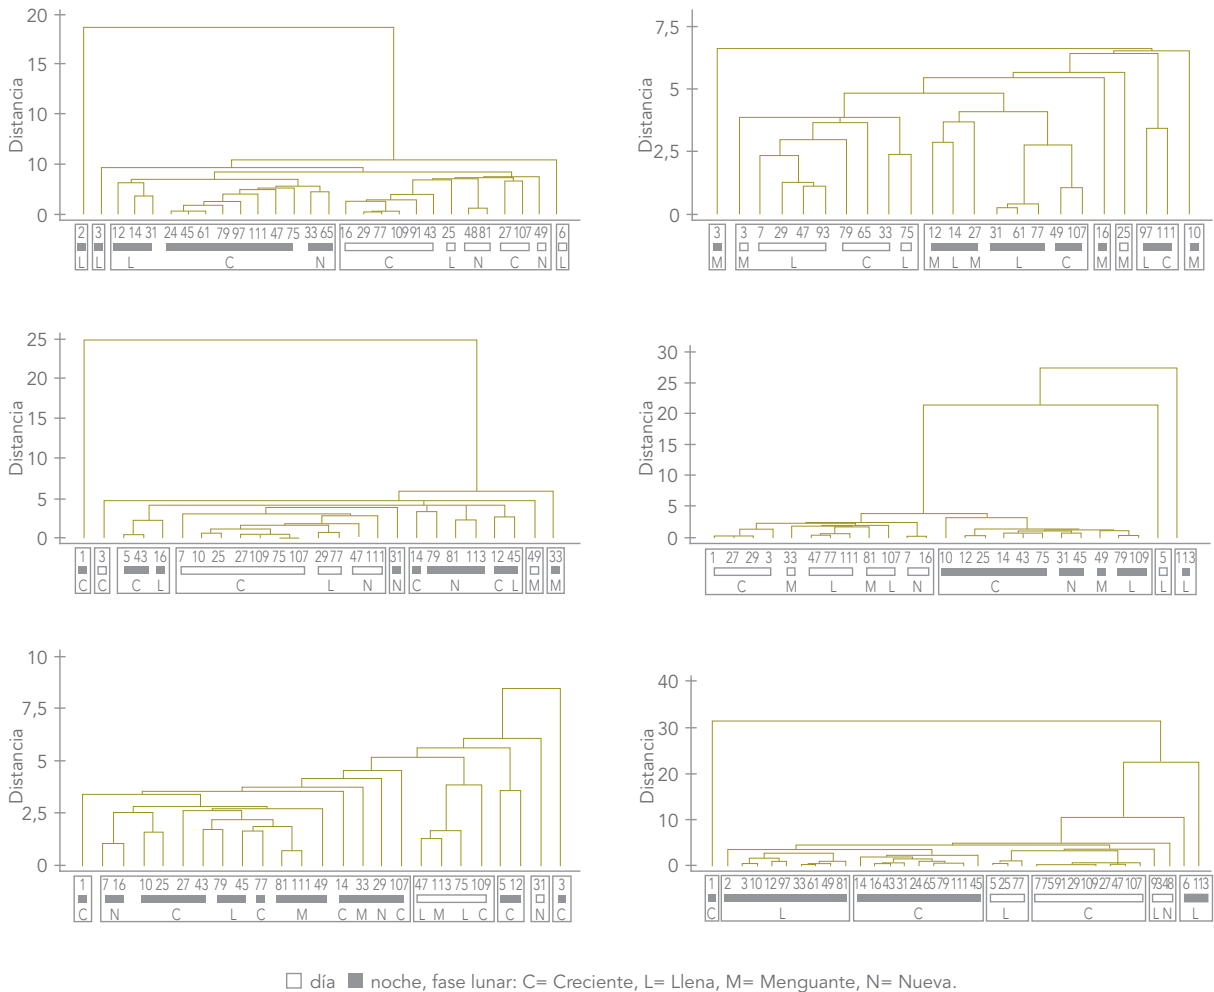 20
15
10
10
0
Distancia
2 3 12 14 31 24 45 61 79 97 111 47 75 33 65 16 29 77 109 91 43 25 48 81 27 107 49 6
L L L C N C L N C N L
7,5
5
2,5
0
Distancia
3 3 7 29 47 93 79 65 33 75 12 14 27 31 61 77 49 107 16 25 97 111 10
M M L C L M L M L C M M L C M
25
20
15
10
5
0
Distancia
1 3 5 43 16 7 10 25 27 109 75 107 29 77 47 111 31 14 79 81 113 12 45 49 33
C C C L C L N N C N C L M M
30
25
20
15
10
5
0
Distancia
1 27 29 3 33 47 77 111 81 107 7 16 10 12 25 14 43 75 31 45 49 79 109 5 113
C M L M L N C N M L L L
10
7,5
5
2,5
0
Distancia
1 7 16 10 25 27 43 79 45 77 81 111 49 14 33 29 107 47 113 75 109 5 12 31 3
C N C L C M C M N C L M L C C N C
40
30
20
10
0
Distancia
1 2 3 10 12 97 33 61 49 81 14 16 43 31 24 65 79 111 45 5 25 77 7 75 91 29 109 27 47 107 93 48 6 113
C L C L C L N L
día noche, fase lunar: C= Creciente, L= Llena, M= Menguante, N= Nueva.